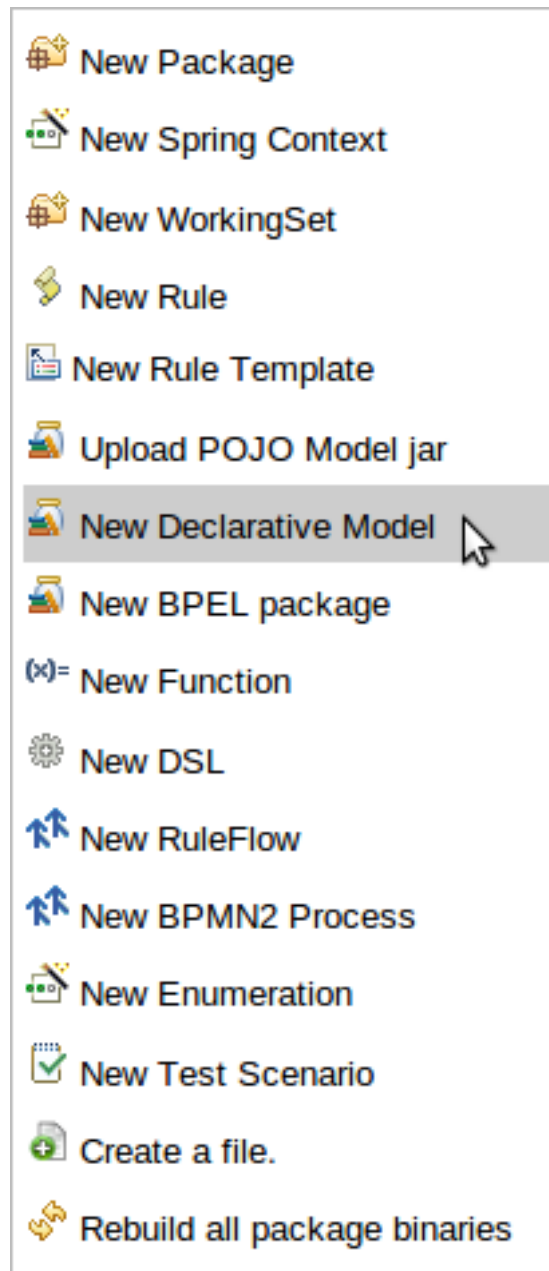 New Package
New Spring Context
New WorkingSet
New Rule
New Rule Template
Upload POJO Model jar
New Declarative Model
New BPEL package
(x)= New Function
New DSL
New RuleFlow
New BPMN2 Process
New Enumeration
New Test Scenario
Create a file.
Rebuild all package binaries